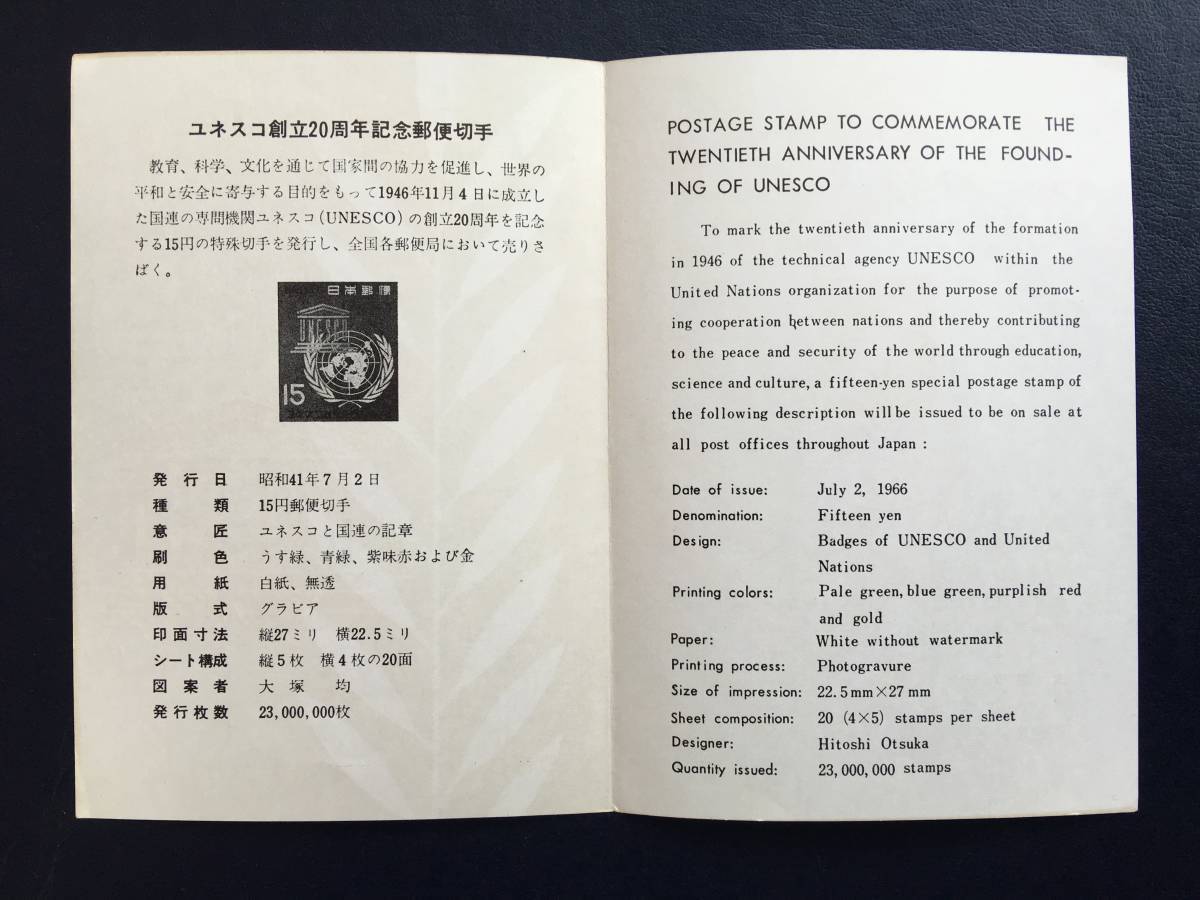 ユネスコ創立20周年記念郵便切手
教育、科学、文化を通じて国家間の協力を促進し、世界の
平和と安全に寄与する目的をもって1946年11月4日に成立し
た国連の専問機関ユネスコ(UNESCO)の創立20周年を記念
する15円の特殊切手を発行し、全国各郵便局において売りさ
ばく。
日本郵便
UNESCO
15
発行日 昭和41年7月2日
種類 15円郵便切手
意匠 ユネスコと国連の記章
刷色 うす緑、青緑、紫味赤および金
用紙 白紙、無透
版式 グラビア
印面寸法 縦27ミリ 横22.5ミリ
シート構成 縦5枚 横4枚の20面
図案者 大塚 均
発行枚数 23,000,000枚
POSTAGE STAMP TO COMMEMORATE THE
TWENTIETH ANNIVERSARY OF THE FOUND-
ING OF UNESCO
To mark the twentieth anniversary of the formation
in 1946 of the technical agency UNESCO within the
United Nations organization for the purpose of promot-
ing cooperation between nations and thereby contributing
to the peace and security of the world through education,
science and culture, a fifteen-yen special postage stamp of
the following description will be issued to be on sale at
all post offices throughout Japan :
Date of issue: July 2, 1966
Denomination: Fifteen yen
Design: Badges of UNESCO and United
Nations
Printing colors: Pale green, blue green, purplish red
and gold
Paper: White without watermark
Printing process: Photogravure
Size of impression: 22.5mm×27mm
Sheet composition: 20 (4×5) stamps per sheet
Designer: Hitoshi Otsuka
Quantity issued: 23,000,000 stamps